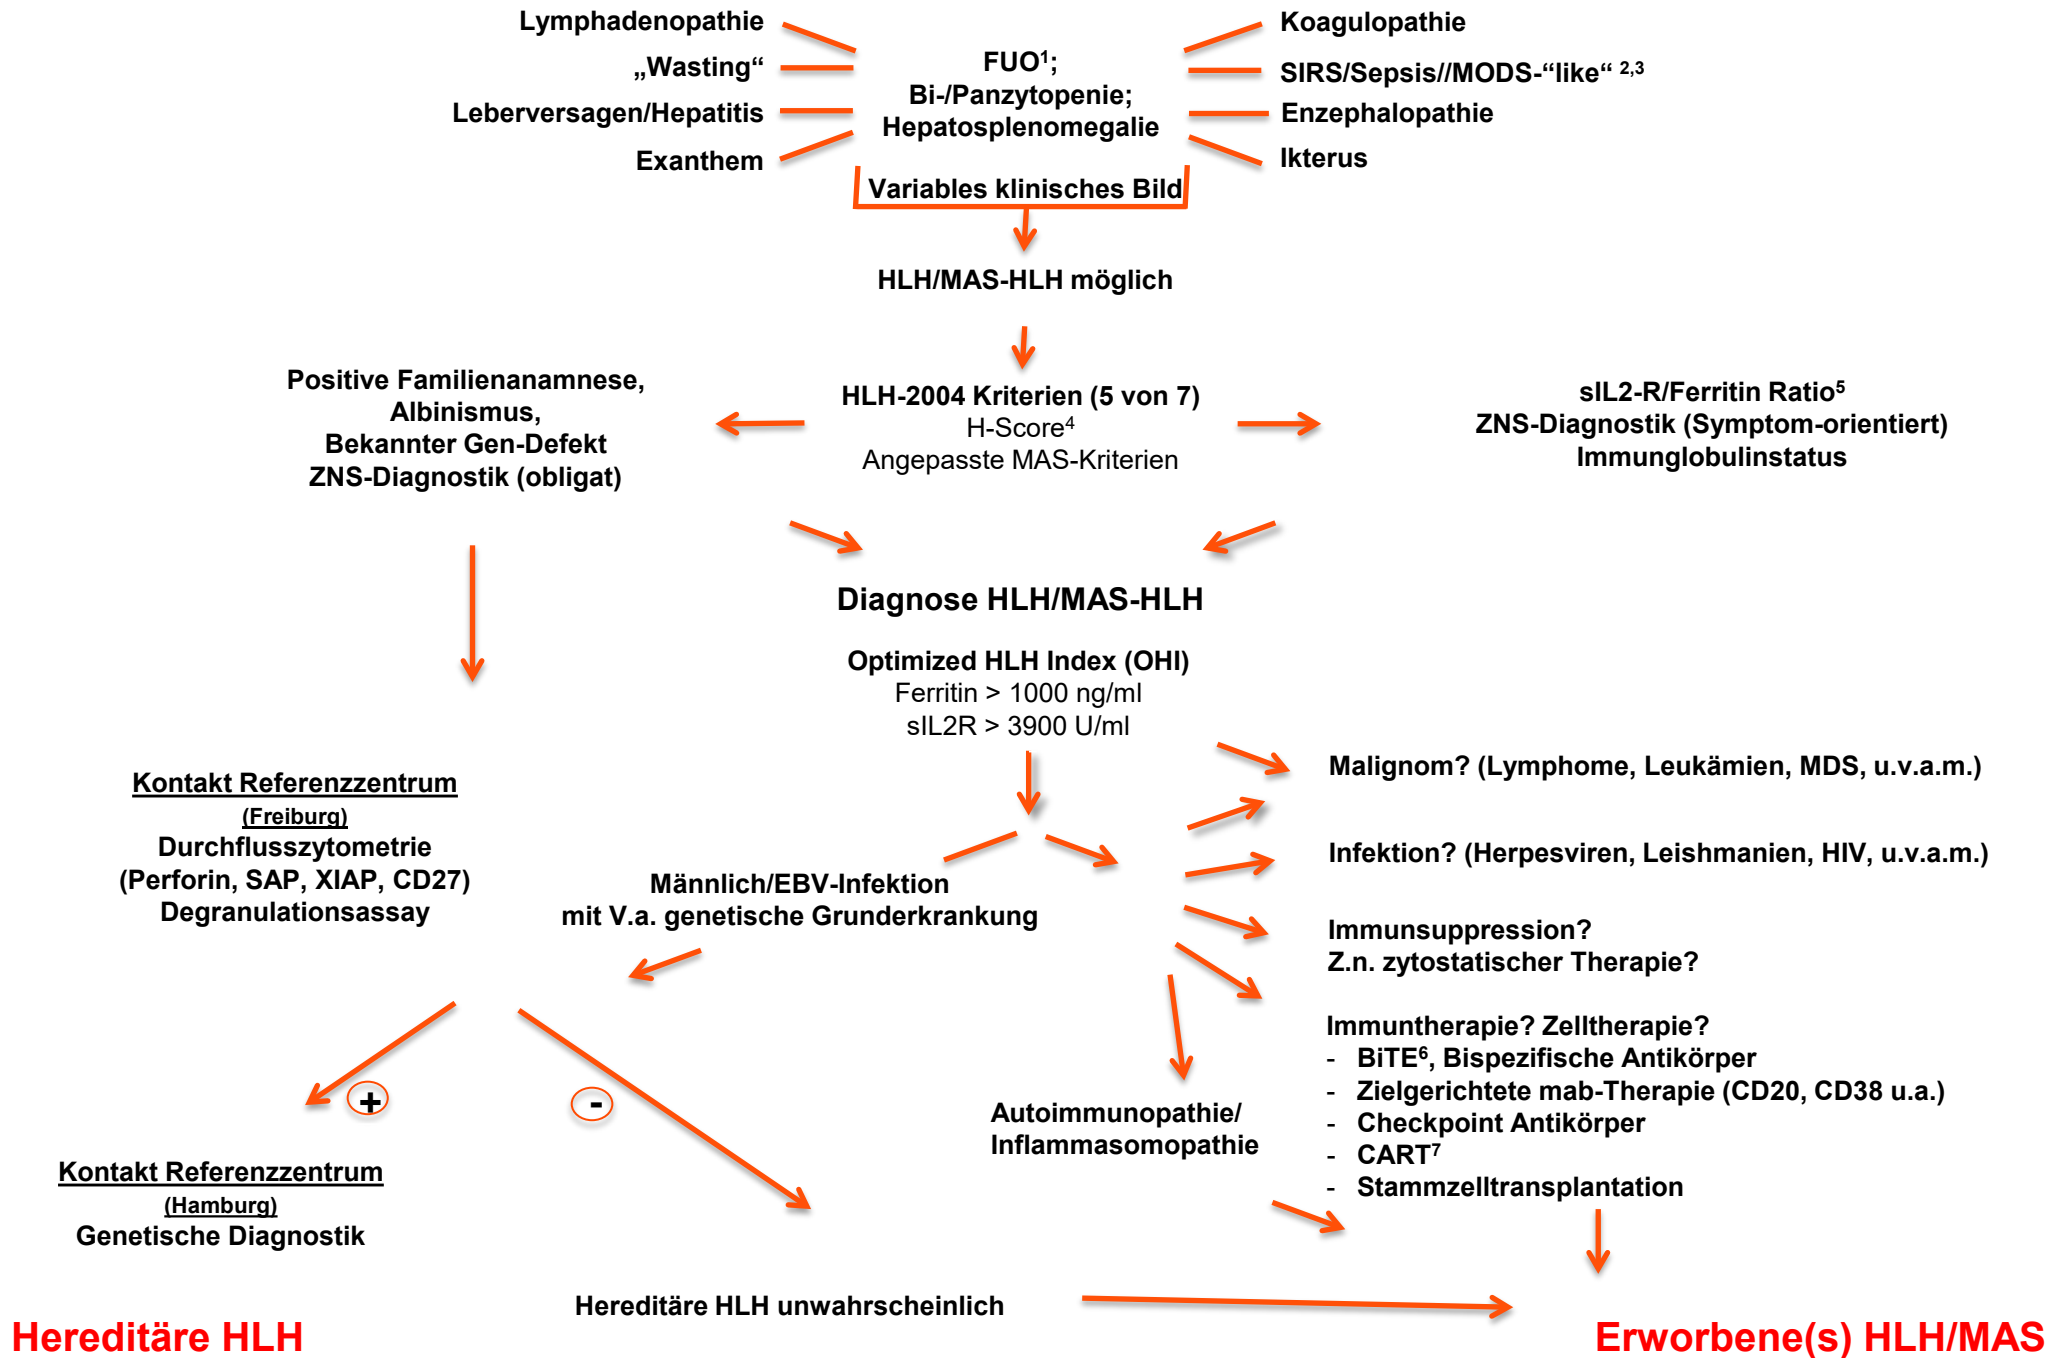 Lymphadenopathie
„Wasting“
Leberversagen/Hepatitis
Exanthem
FUO¹;
Bi-/Panzytopenie;
Hepatosplenomegalie
Variables klinisches Bild
Koagulopathie
SIRS/Sepsis//MODS-“like“ ²,³
Enzephalopathie
Ikterus
HLH/MAS-HLH möglich
Positive Familienanamnese,
Albinismus,
Bekannter Gen-Defekt
ZNS-Diagnostik (obligat)
HLH-2004 Kriterien (5 von 7)
H-Score⁴
Angepasste MAS-Kriterien
sIL2-R/Ferritin Ratio⁵
ZNS-Diagnostik (Symptom-orientiert)
Immunglobulinstatus
Diagnose HLH/MAS-HLH
Optimized HLH Index (OHI)
Ferritin > 1000 ng/ml
sIL2R > 3900 U/ml
Kontakt Referenzzentrum
(Freiburg)
Durchflusszytometrie
(Perforin, SAP, XIAP, CD27)
Degranulationsassay
Männlich/EBV-Infektion
mit V.a. genetische Grunderkrankung
Malignom? (Lymphome, Leukämien, MDS, u.v.a.m.)
Infektion? (Herpesviren, Leishmanien, HIV, u.v.a.m.)
Immunsuppression?
Z.n. zytostatischer Therapie?
Immuntherapie? Zelltherapie?
- BiTE⁶, Bispezifische Antikörper
- Zielgerichtete mab-Therapie (CD20, CD38 u.a.)
- Checkpoint Antikörper
- CART⁷
- Stammzelltransplantation
Autoimmunopathie/
Inflammasomopathie
+
-
Kontakt Referenzzentrum
(Hamburg)
Genetische Diagnostik
Hereditäre HLH unwahrscheinlich
Hereditäre HLH
Erworbene(s) HLH/MAS